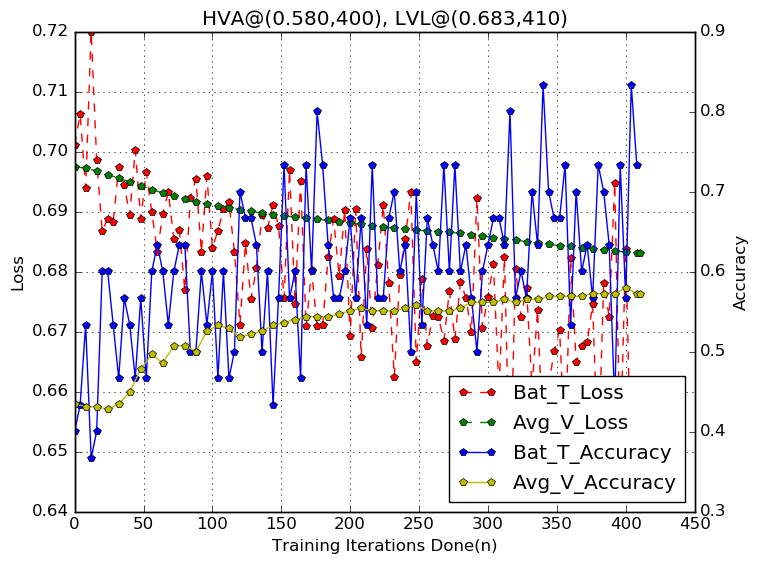 HVA@(0.580,400), LVL@(0.683,410)
0.72
0.71
0.70
0.69
0.68
0.67
0.66
0.65
0.64
Loss
0.9
0.8
0.7
0.6
0.5
0.4
0.3
Accuracy
Bat_T_Loss
Avg_V_Loss
Bat_T_Accuracy
Avg_V_Accuracy
0 50 100 150 200 250 300 350 400 450
Training Iterations Done(n)